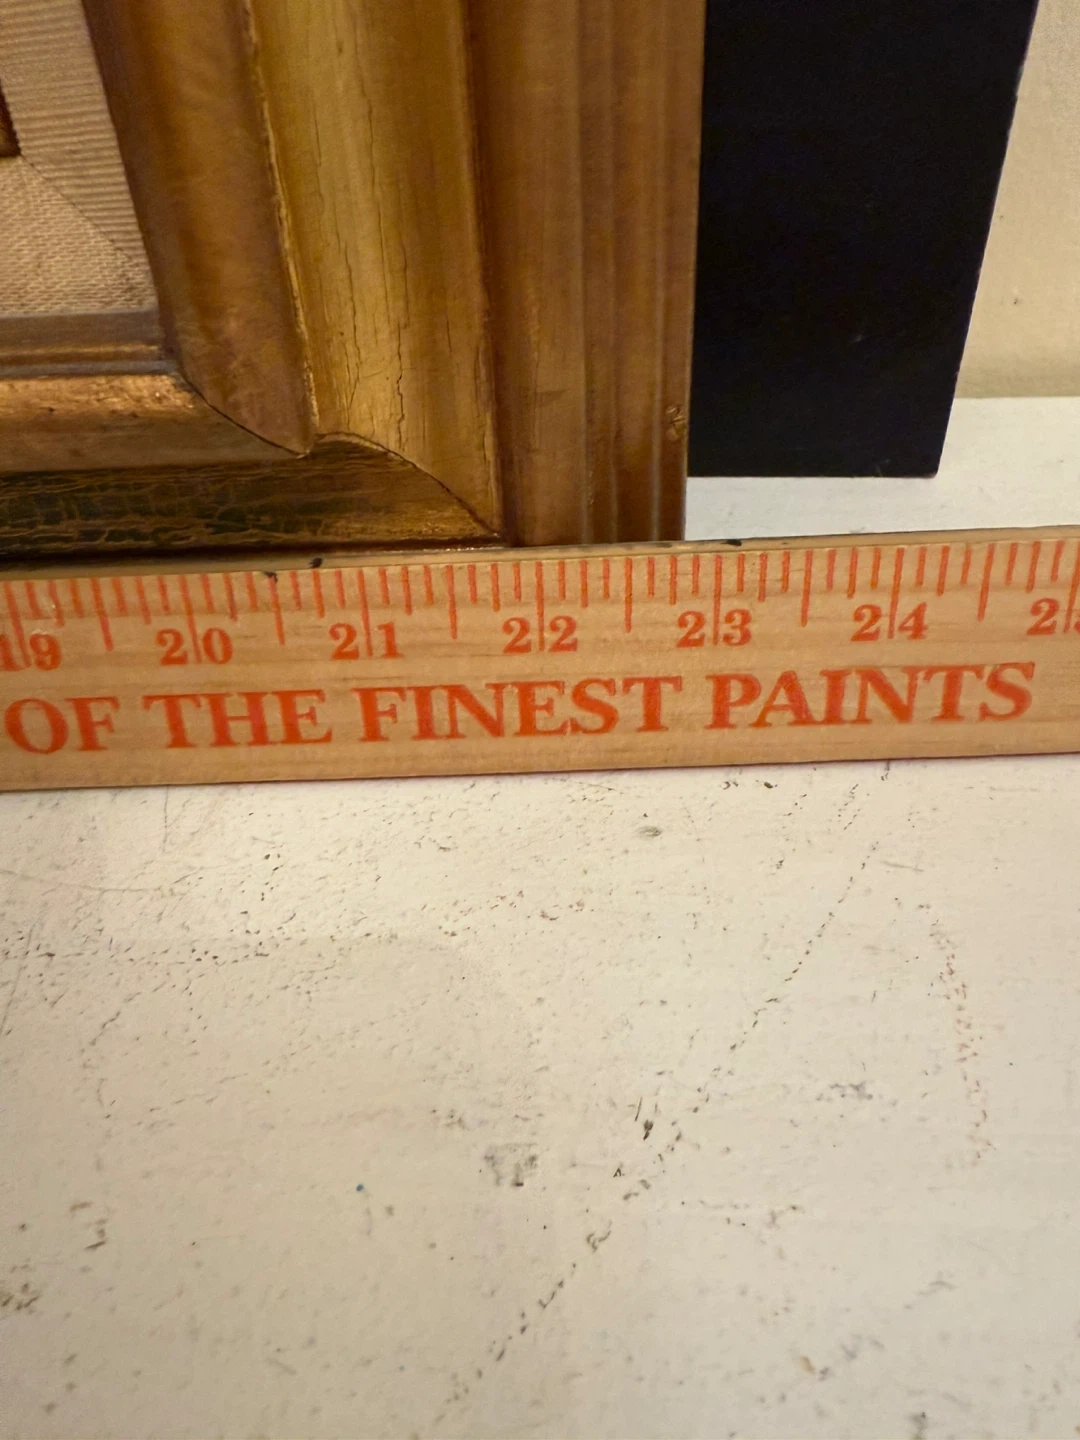 19 20 21 22 23 24
OF THE FINEST PAINTS